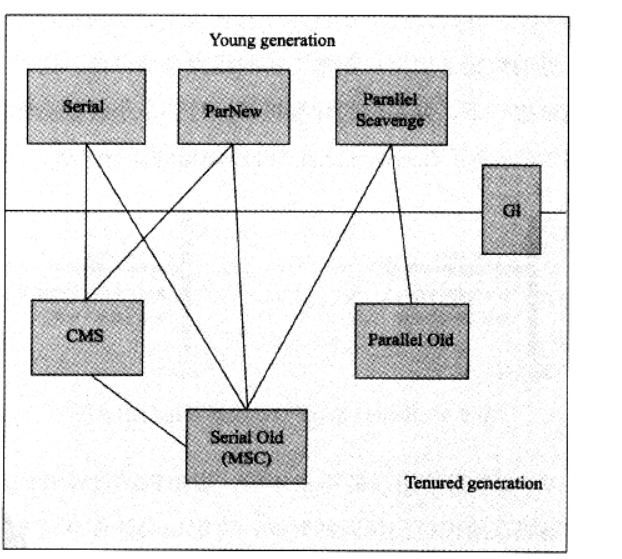 Young generation
Serial
ParNew
Parallel
Scavenge
G1
CMS
Parallel Old
Serial Old
(MSC)
Tenured generation